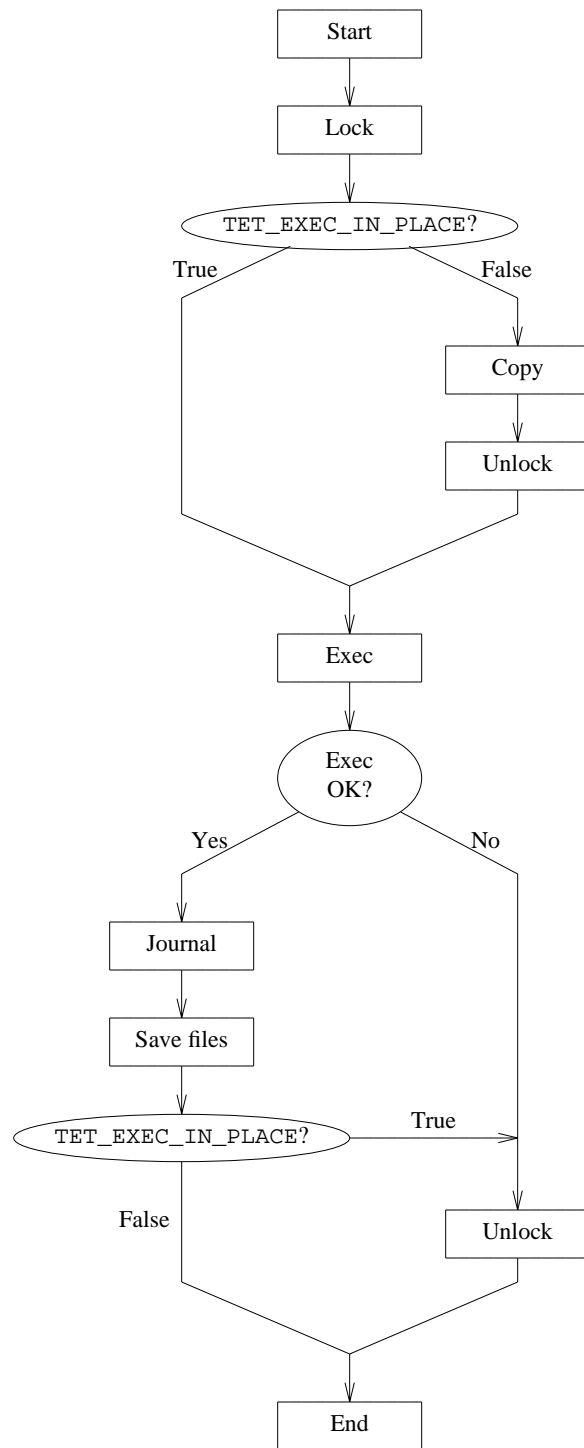 Start
Lock
TET_EXEC_IN_PLACE?
True
False
Copy
Unlock
Exec
Exec
OK?
Yes
No
Journal
Save files
TET_EXEC_IN_PLACE?
True
False
Unlock
End